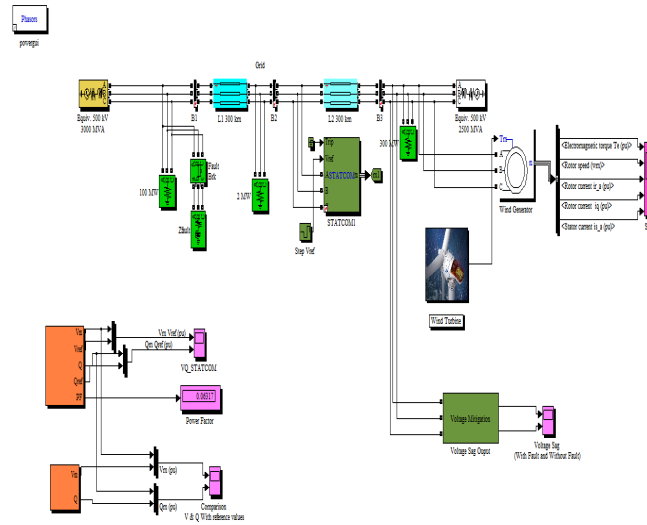 Phasors
powergui
Grid
A
B
C
A
B
C
Equiv. 500 kV
3000 MVA
B1
L1 300 km
B2
L2 300 km
B3
Equiv. 500 kV
2500 MVA
100 MW
Fault
Brk
Zfault
2 MW
Trip
Vref
A
STATCOM
m
B
C
STATCOM1
Step Vref
300 MW
Tm
A
B
C
m
Wind Generator
<Electromagnetic torque Te (pu)>
<Rotor speed (wm)>
<Rotor current ir_a (pu)>
<Rotor current iq (pu)>
<Stator current is_a (pu)>
S
Wind Turbine
Vm
Vref
Q
Qref
PF
Vm Vref (pu)
Qm Qref (pu)
VQ_STATCOM
0.06317
Power Factor
Vm
Q
Vm (pu)
Qm (pu)
Comparison
V & Q With reference values
Voltage Mitigation
Voltage Sag Ouput
Voltage Sag
(With Fault and Without Fault)